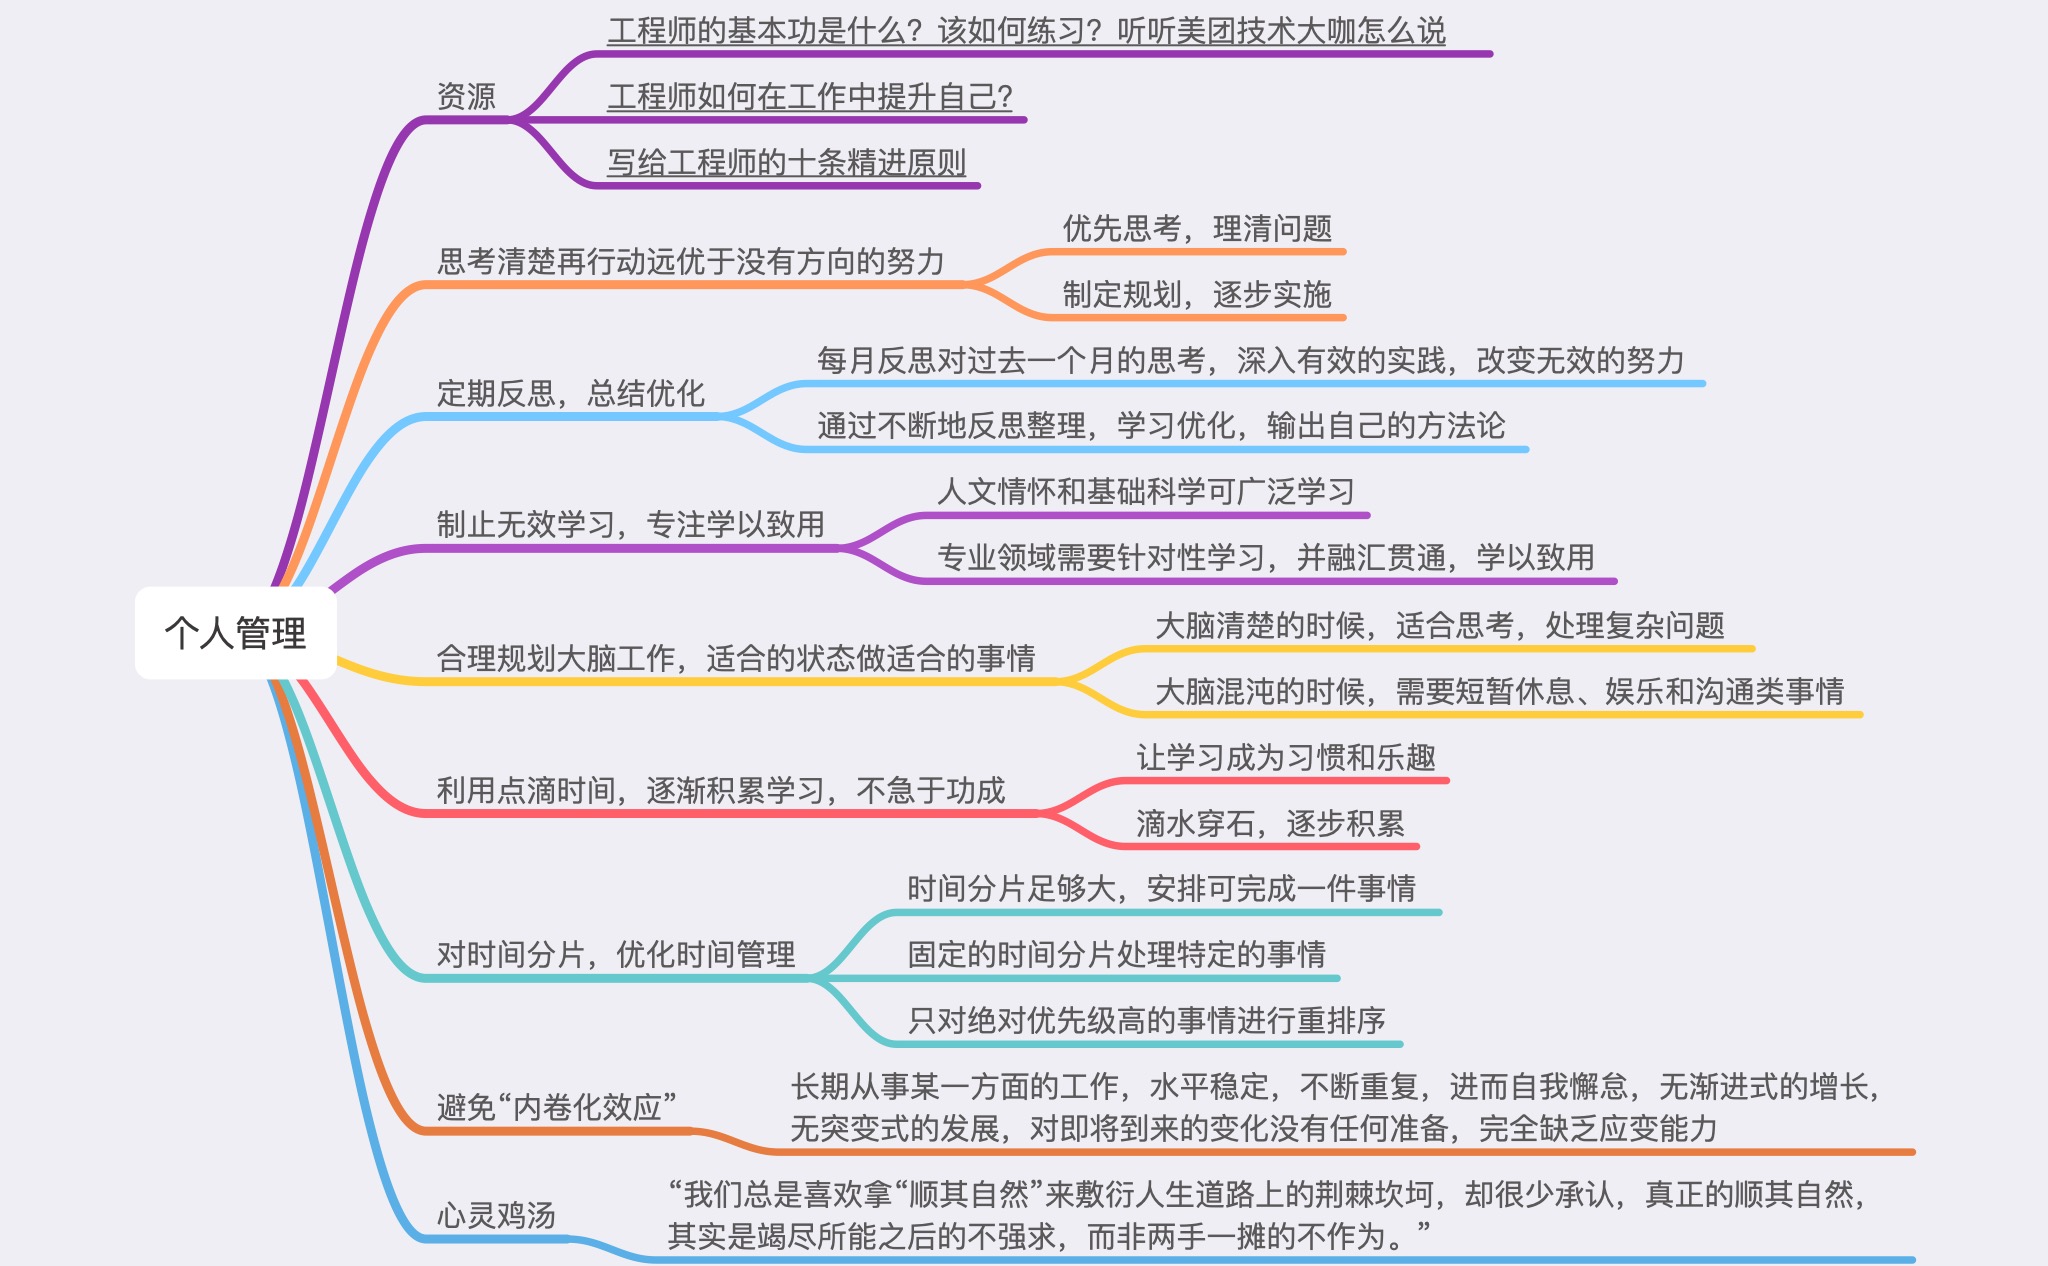 个人管理
资源
工程师的基本功是什么？该如何练习？听听美团技术大咖怎么说
工程师如何在工作中提升自己?
写给工程师的十条精进原则
思考清楚再行动远优于没有方向的努力
优先思考，理清问题
制定规划，逐步实施
定期反思，总结优化
每月反思对过去一个月的思考，深入有效的实践，改变无效的努力
通过不断地反思整理，学习优化，输出自己的方法论
制止无效学习，专注学以致用
人文情怀和基础科学可广泛学习
专业领域需要针对性学习，并融汇贯通，学以致用
合理规划大脑工作，适合的状态做适合的事情
大脑清楚的时候，适合思考，处理复杂问题
大脑混沌的时候，需要短暂休息、娱乐和沟通类事情
利用点滴时间，逐渐积累学习，不急于功成
让学习成为习惯和乐趣
滴水穿石，逐步积累
对时间分片，优化时间管理
时间分片足够大，安排可完成一件事情
固定的时间分片处理特定的事情
只对绝对优先级高的事情进行重排序
避免“内卷化效应”
长期从事某一方面的工作，水平稳定，不断重复，进而自我懈怠，无渐进式的增长，
无突变式的发展，对即将到来的变化没有任何准备，完全缺乏应变能力
心灵鸡汤
“我们总是喜欢拿“顺其自然”来敷衍人生道路上的荆棘坎坷，却很少承认，真正的顺其自然，
其实是竭尽所能之后的不强求，而非两手一摊的不作为。”